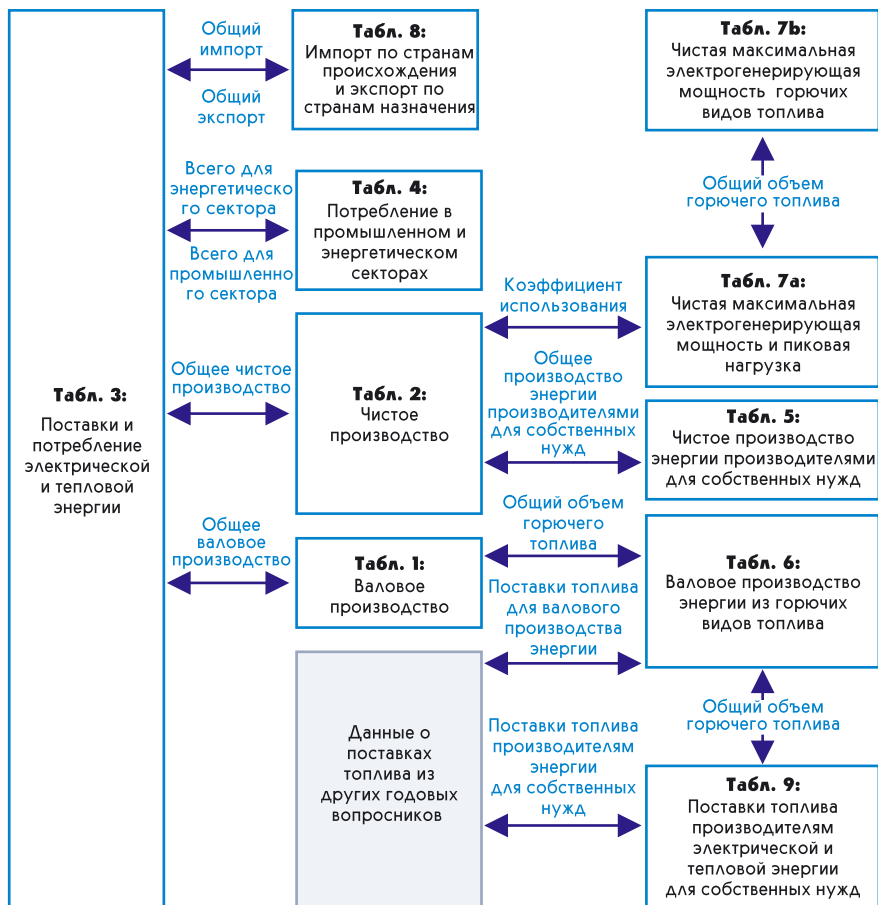 Табл. 3:
Поставки и
потребление
электрической
и тепловой
энергии
Общий
импорт
Общий
экспорт
Табл. 8:
Импорт по странам
происхождения
и экспорт по
странам назначения
Всего для
энергетическо
го сектора
Всего для
промышленно
го сектора
Табл. 4:
Потребление в
промышленном и
энергетическом
секторах
Общее чистое
производство
Табл. 2:
Чистое
производство
Общее
валовое
производство
Табл. 1:
Валовое
производство
Данные о
поставках
топлива из
других годовых
вопросников
Коэффициент
использования
Общее
производство
энергии
производителями
для собственных
нужд
Общий объем
горючего
топлива
Поставки топлива
для валового
производства
энергии
Поставки топлива
производителям
энергии
для собственных
нужд
Табл. 7b:
Чистая максимальная
электрогенерирующая
мощность горючих
видов топлива
Общий объем
горючего топлива
Табл. 7a:
Чистая максимальная
электрогенерирующая
мощность и пиковая
нагрузка
Табл. 5:
Чистое производство
энергии производителями
для собственных нужд
Табл. 6:
Валовое производство
энергии из горючих
видов топлива
Общий объем
горючего топлива
Табл. 9:
Поставки топлива
производителям
электрической и
тепловой энергии
для собственных нужд